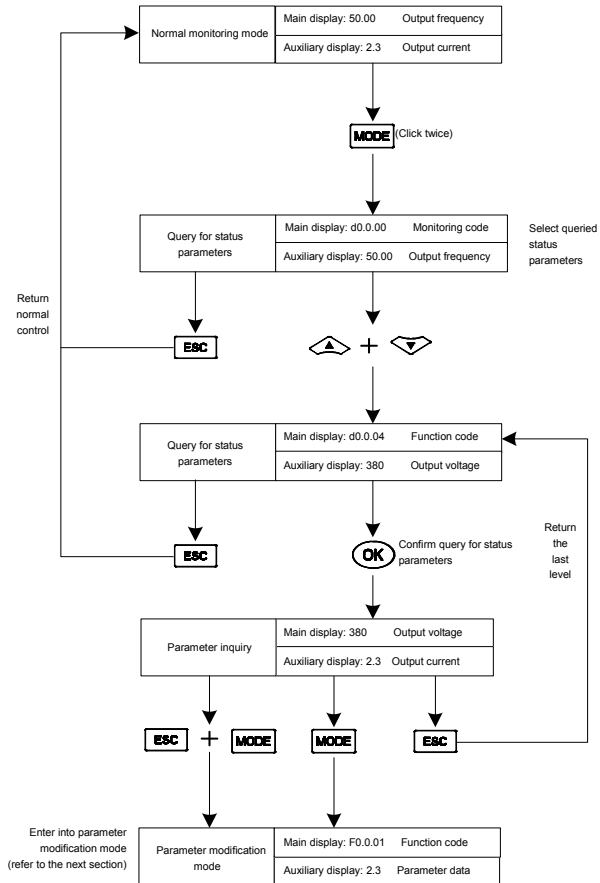 Normal monitoring mode
Main display: 50.00 Output frequency
Auxiliary display: 2.3 Output current
MODE (Click twice)
Query for status
parameters
Main display: d0.0.00 Monitoring code
Auxiliary display: 50.00 Output frequency
Select queried
status
parameters
Return
normal
control
ESC
+
Query for status
parameters
Main display: d0.0.04 Function code
Auxiliary display: 380 Output voltage
ESC
OK
Confirm query for status
parameters
Return
the
last
level
Parameter inquiry
Main display: 380 Output voltage
Auxiliary display: 2.3 Output current
ESC + MODE
MODE
ESC
Enter into parameter
modification mode
(refer to the next section)
Parameter modification
mode
Main display: F0.0.01 Function code
Auxiliary display: 2.3 Parameter data